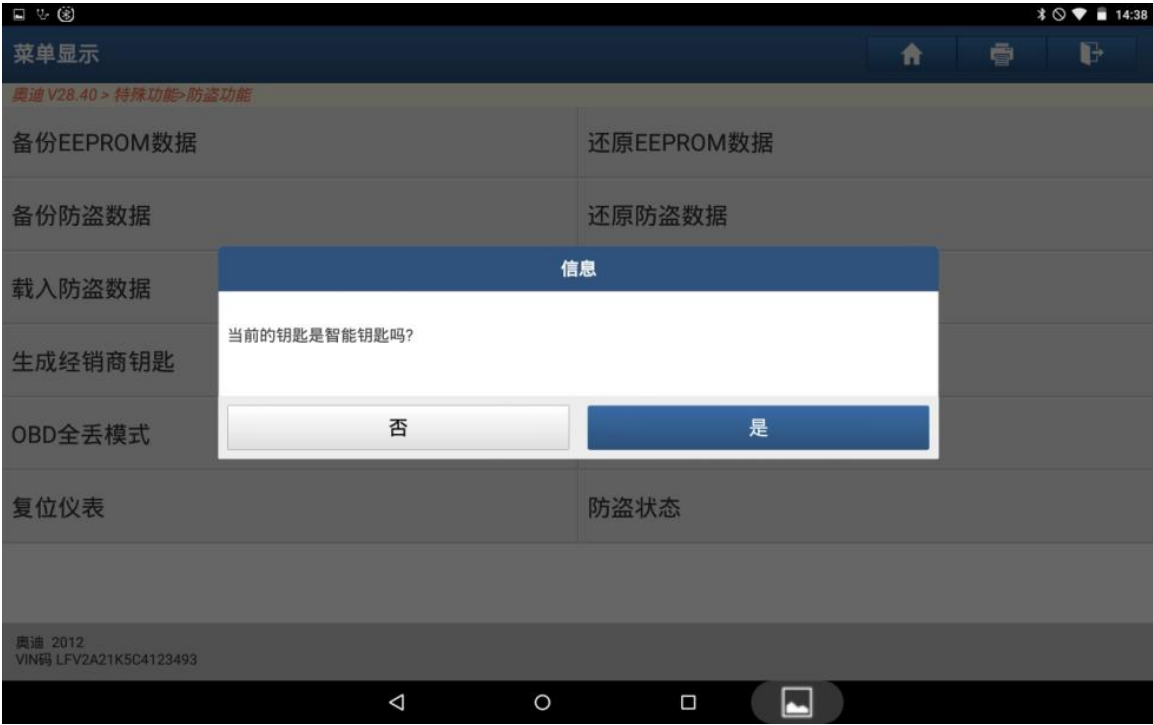 14:38
菜单显示
奥迪 V28.40 > 特殊功能>防盗功能
备份EEPROM数据
还原EEPROM数据
备份防盗数据
还原防盗数据
载入防盗数据
信息
当前的钥匙是智能钥匙吗?
否
是
生成经销商钥匙
OBD全丢模式
复位仪表
防盗状态
奥迪 2012
VIN码 LFV2A21K5C4123493